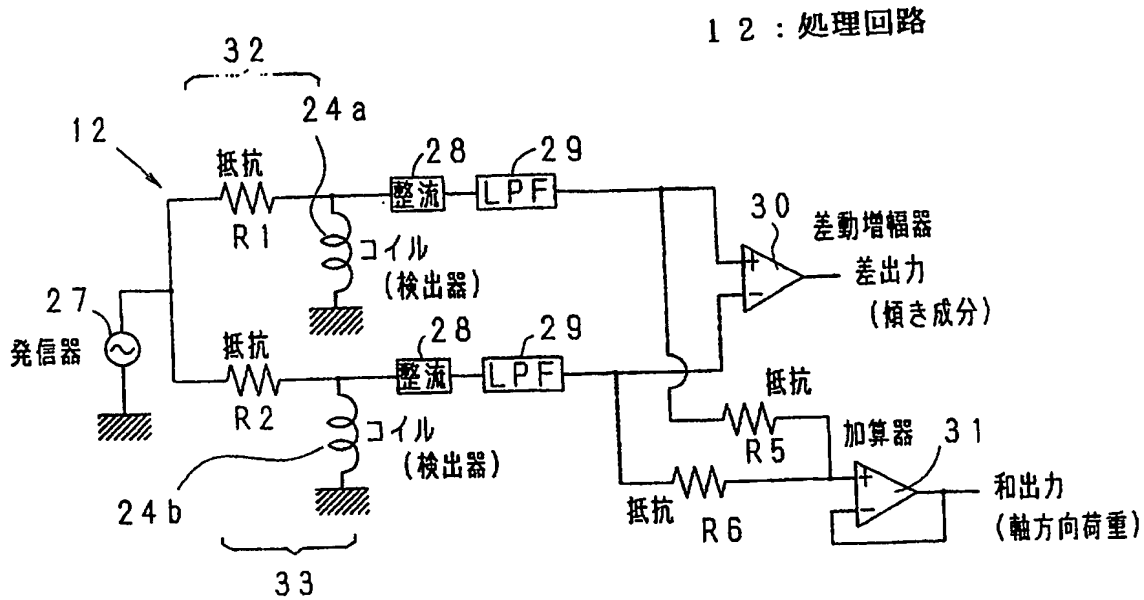 12:処理回路
32
24a
12
抵抗
28
29
整流
LPF
R1
30
差動増幅器
コイル
(検出器)
+
-
差出力
(傾き成分)
27
発信器
抵抗
28
29
整流
LPF
R2
抵抗
コイル
(検出器)
R5
加算器
31
24b
抵抗
R6
+
-
和出力
(軸方向荷重)
33